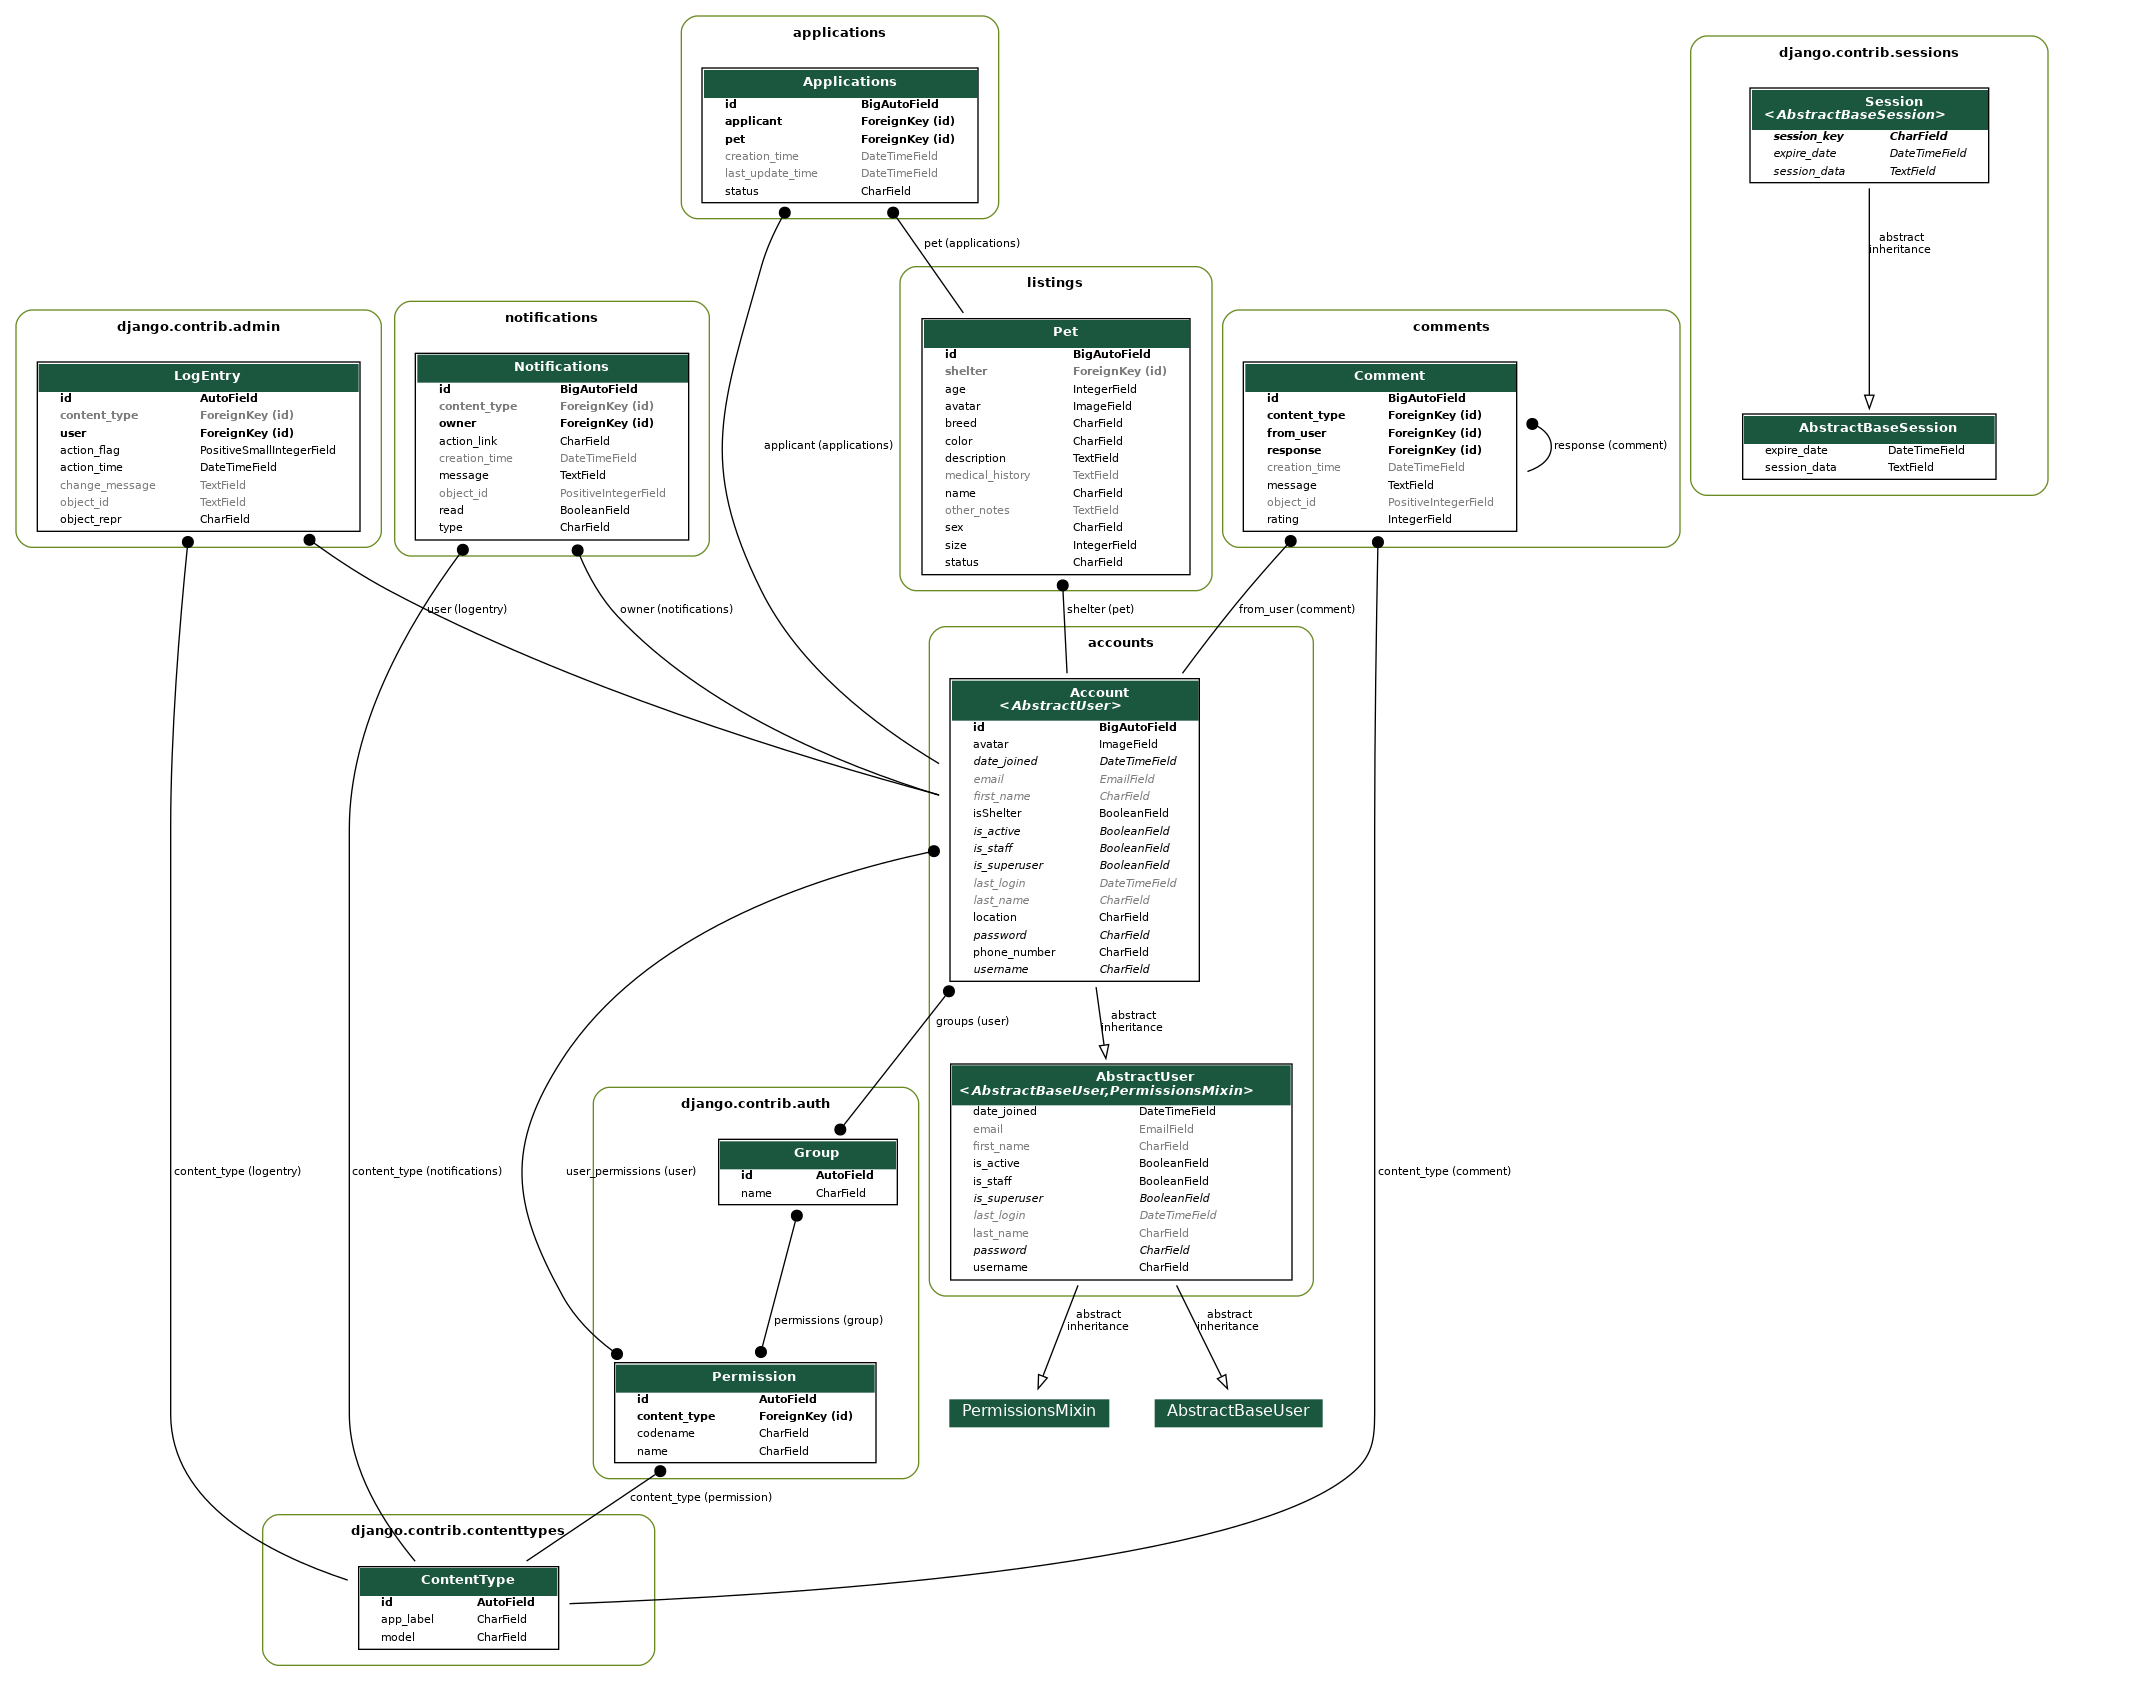 applications
Applications
id BigAutoField
applicant ForeignKey (id)
pet ForeignKey (id)
creation_time DateTimeField
last_update_time DateTimeField
status CharField
django.contrib.sessions
Session
<AbstractBaseSession>
session_key CharField
expire_date DateTimeField
session_data TextField
abstract
inheritance
AbstractBaseSession
expire_date DateTimeField
session_data TextField
pet (applications)
applicant (applications)
django.contrib.admin
LogEntry
id AutoField
content_type ForeignKey (id)
user ForeignKey (id)
action_flag PositiveSmallIntegerField
action_time DateTimeField
change_message TextField
object_id TextField
object_repr CharField
notifications
Notifications
id BigAutoField
content_type ForeignKey (id)
owner ForeignKey (id)
action_link CharField
creation_time DateTimeField
message TextField
object_id PositiveIntegerField
read BooleanField
type CharField
listings
Pet
id BigAutoField
shelter ForeignKey (id)
age IntegerField
avatar ImageField
breed CharField
color CharField
description TextField
medical_history TextField
name CharField
other_notes TextField
sex CharField
size IntegerField
status CharField
comments
Comment
id BigAutoField
content_type ForeignKey (id)
from_user ForeignKey (id)
response ForeignKey (id)
creation_time DateTimeField
message TextField
object_id PositiveIntegerField
rating IntegerField
response (comment)
user (logentry)
owner (notifications)
shelter (pet)
from_user (comment)
accounts
Account
<AbstractUser>
id BigAutoField
avatar ImageField
date_joined DateTimeField
email EmailField
first_name CharField
isShelter BooleanField
is_active BooleanField
is_staff BooleanField
is_superuser BooleanField
last_login DateTimeField
last_name CharField
location CharField
password CharField
phone_number CharField
username CharField
groups (user)
abstract
inheritance
AbstractUser
<AbstractBaseUser,PermissionsMixin>
date_joined DateTimeField
email EmailField
first_name CharField
is_active BooleanField
is_staff BooleanField
is_superuser BooleanField
last_login DateTimeField
last_name CharField
password CharField
username CharField
abstract
inheritance
abstract
inheritance
PermissionsMixin
AbstractBaseUser
django.contrib.auth
Group
id AutoField
name CharField
content_type (logentry)
content_type (notifications)
user_permissions (user)
content_type (comment)
permissions (group)
Permission
id AutoField
content_type ForeignKey (id)
codename CharField
name CharField
content_type (permission)
django.contrib.contenttypes
ContentType
id AutoField
app_label CharField
model CharField